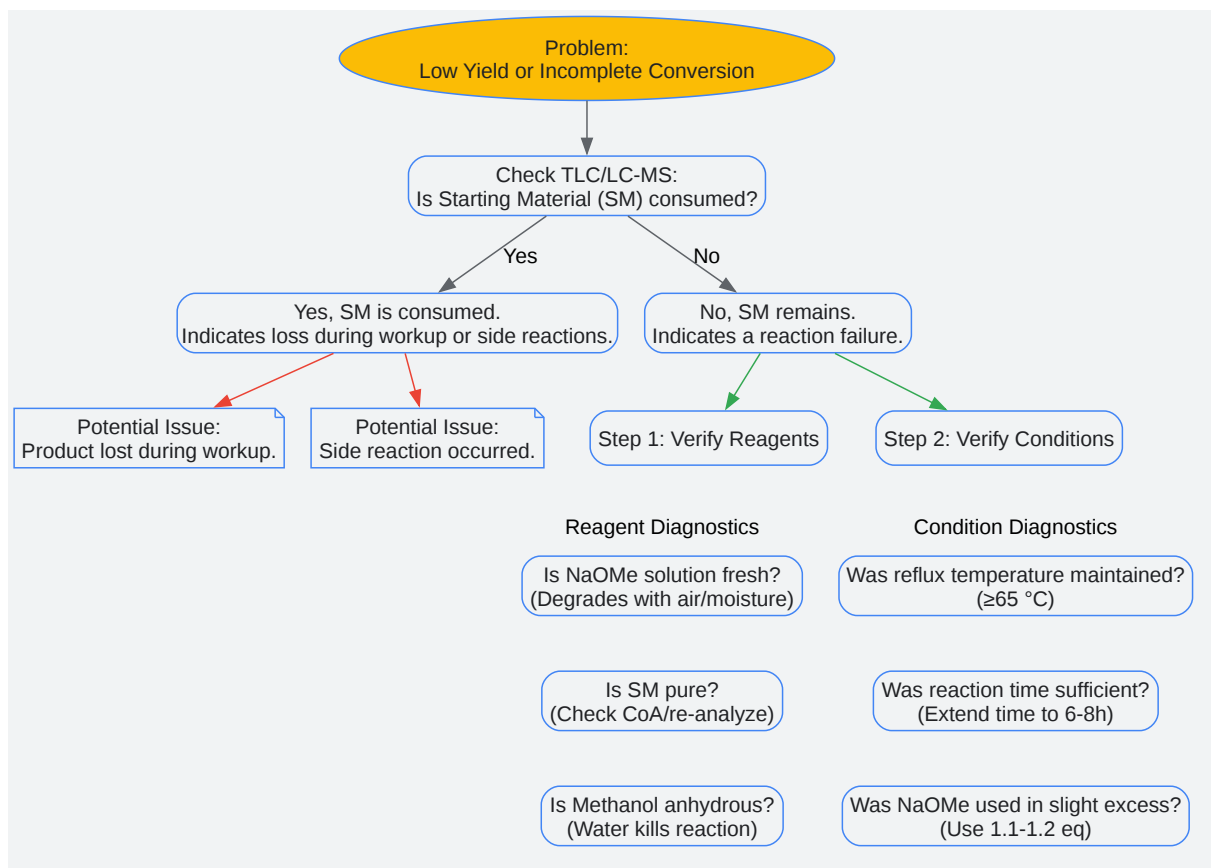 Problem:
Low Yield or Incomplete Conversion
Check TLC/LC-MS:
Is Starting Material (SM) consumed?
Yes
No
Yes, SM is consumed.
Indicates loss during workup or side reactions.
No, SM remains.
Indicates a reaction failure.
Potential Issue:
Product lost during workup.
Potential Issue:
Side reaction occurred.
Step 1: Verify Reagents
Step 2: Verify Conditions
Reagent Diagnostics
Condition Diagnostics
Is NaOMe solution fresh?
(Degrades with air/moisture)
Was reflux temperature maintained?
(≥65 °C)
Is SM pure?
(Check CoA/re-analyze)
Was reaction time sufficient?
(Extend time to 6-8h)
Is Methanol anhydrous?
(Water kills reaction)
Was NaOMe used in slight excess?
(Use 1.1-1.2 eq)